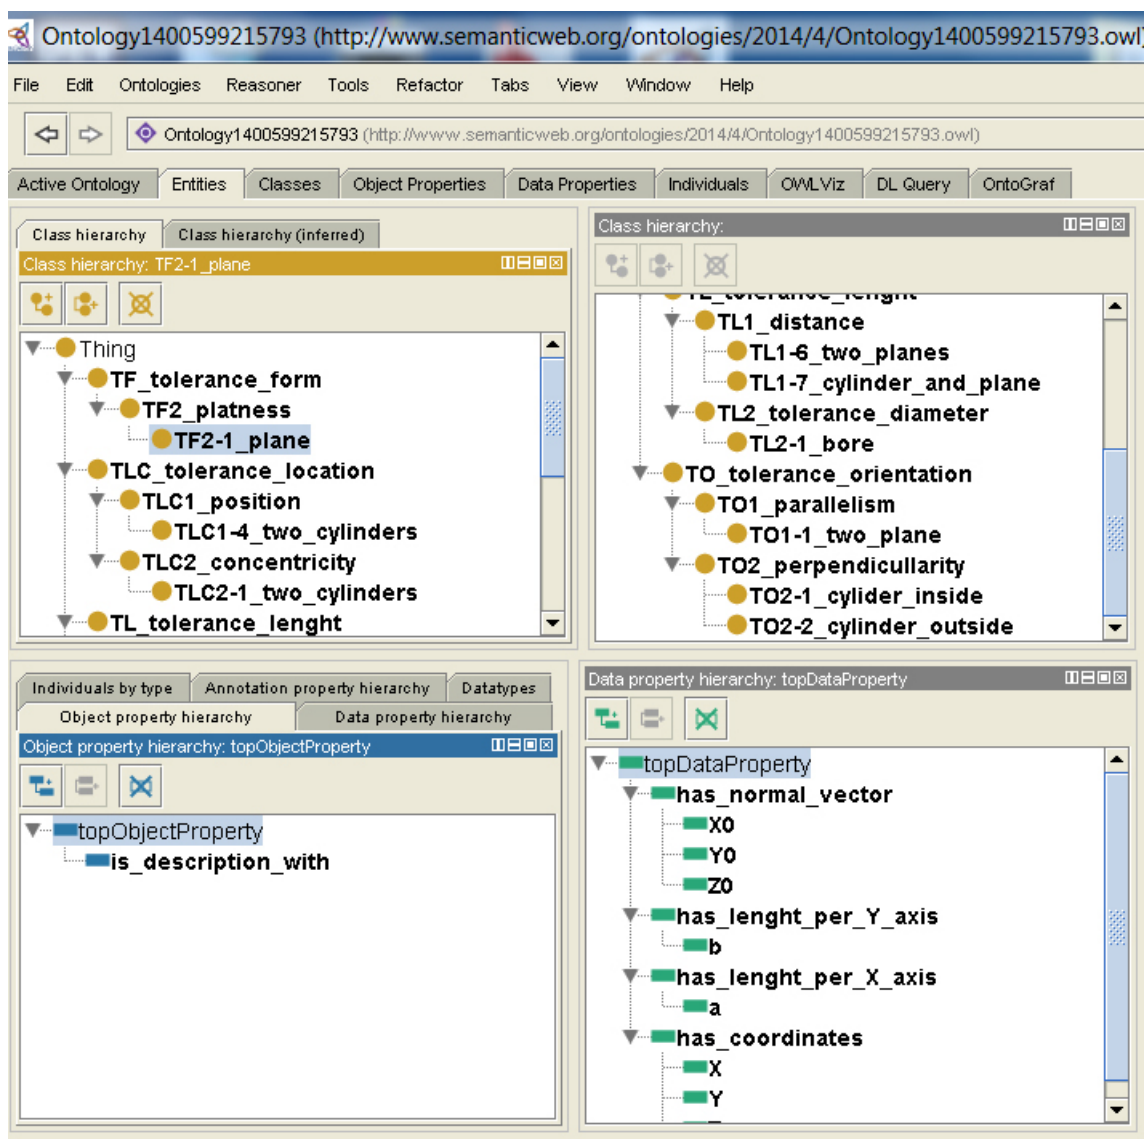 Ontology1400599215793 (http://www.semanticweb.org/ontologies/2014/4/Ontology1400599215793.owl)
File Edit Ontologies Reasoner Tools Refactor Tabs View Window Help
Ontology1400599215793 (http://www.semanticweb.org/ontologies/2014/4/Ontology1400599215793.owl)
Active Ontology Entities Classes Object Properties Data Properties Individuals OWLViz DL Query OntoGraf
Class hierarchy Class hierarchy (inferred)
Class hierarchy: TF2-1_plane
Thing
TF_tolerance_form
TF2_platness
TF2-1_plane
TLC_tolerance_location
TLC1_position
TLC1-4_two_cylinders
TLC2_concentricity
TLC2-1_two_cylinders
TL_tolerance_lenght
Class hierarchy:
TL_tolerance_lenght
TL1_distance
TL1-6_two_planes
TL1-7_cylinder_and_plane
TL2_tolerance_diameter
TL2-1_bore
TO_tolerance_orientation
TO1_parallelism
TO1-1_two_plane
TO2_perpendicullarity
TO2-1_cylider_inside
TO2-2_cylinder_outside
Individuals by type Annotation property hierarchy Datatypes
Object property hierarchy Data property hierarchy
Object property hierarchy: topObjectProperty
topObjectProperty
is_description_with
Data property hierarchy: topDataProperty
topDataProperty
has_normal_vector
X0
Y0
Z0
has_lenght_per_Y_axis
b
has_lenght_per_X_axis
a
has_coordinates
X
Y